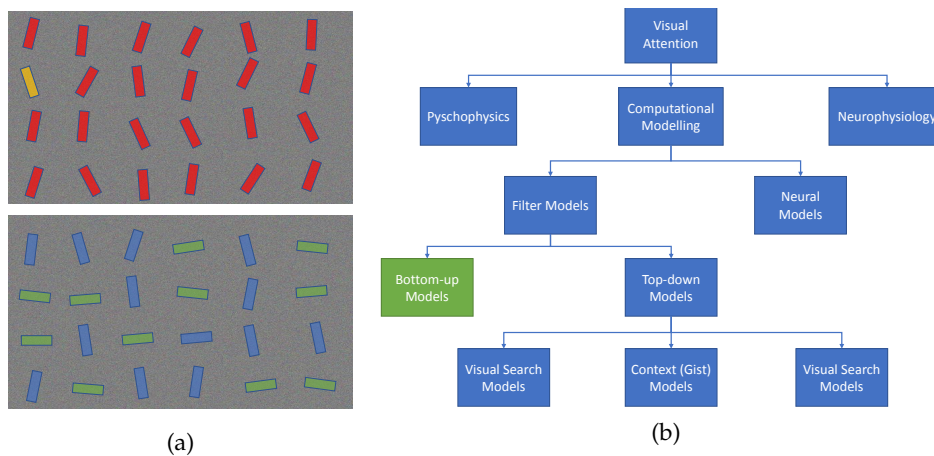 Visual
Attention
Pyschophysics
Computational
Modelling
Neurophysiology
Filter Models
Neural
Models
Bottom-up
Models
Top-down
Models
Visual Search
Models
Context (Gist)
Models
Visual Search
Models
(a)
(b)